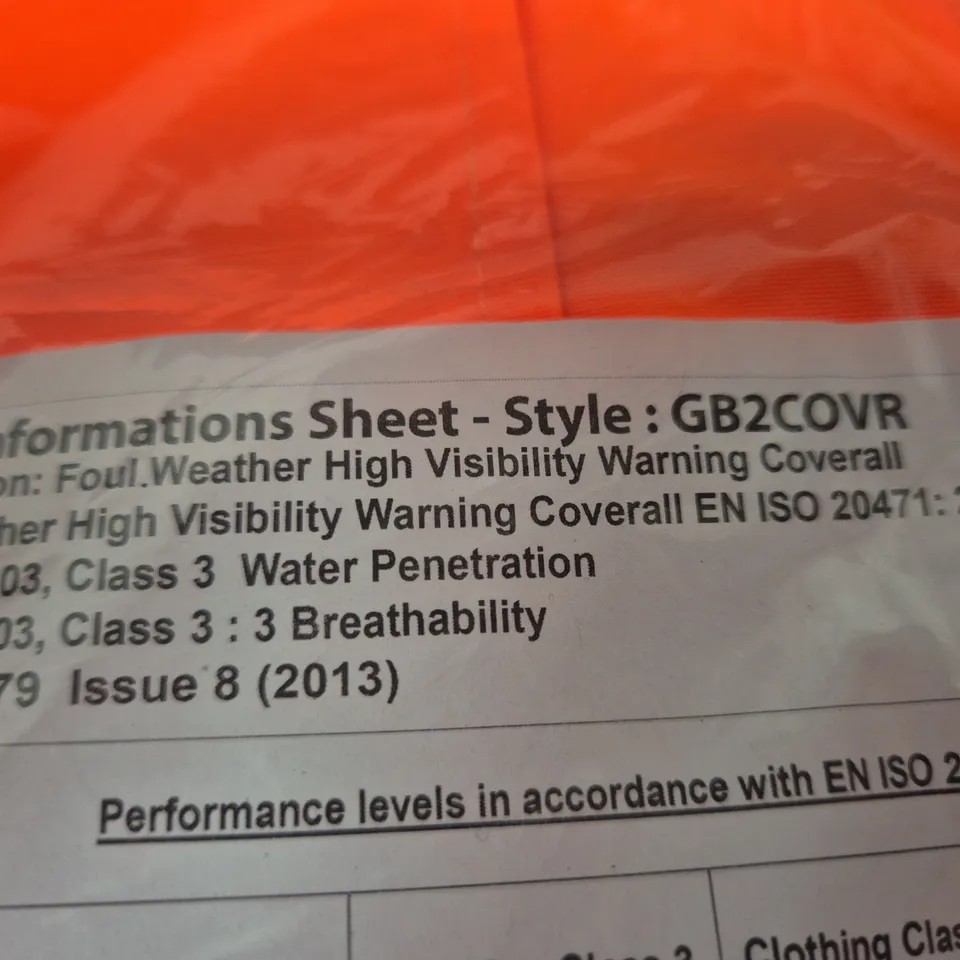 nformations Sheet - Style : GB2COVR
on: Foul.Weather High Visibility Warning Coverall
her High Visibility Warning Coverall EN ISO 20471:
03, Class 3 Water Penetration
03, Class 3 : 3 Breathability
79 Issue 8 (2013)
Performance levels in accordance with EN ISO 2
Clothing Clas